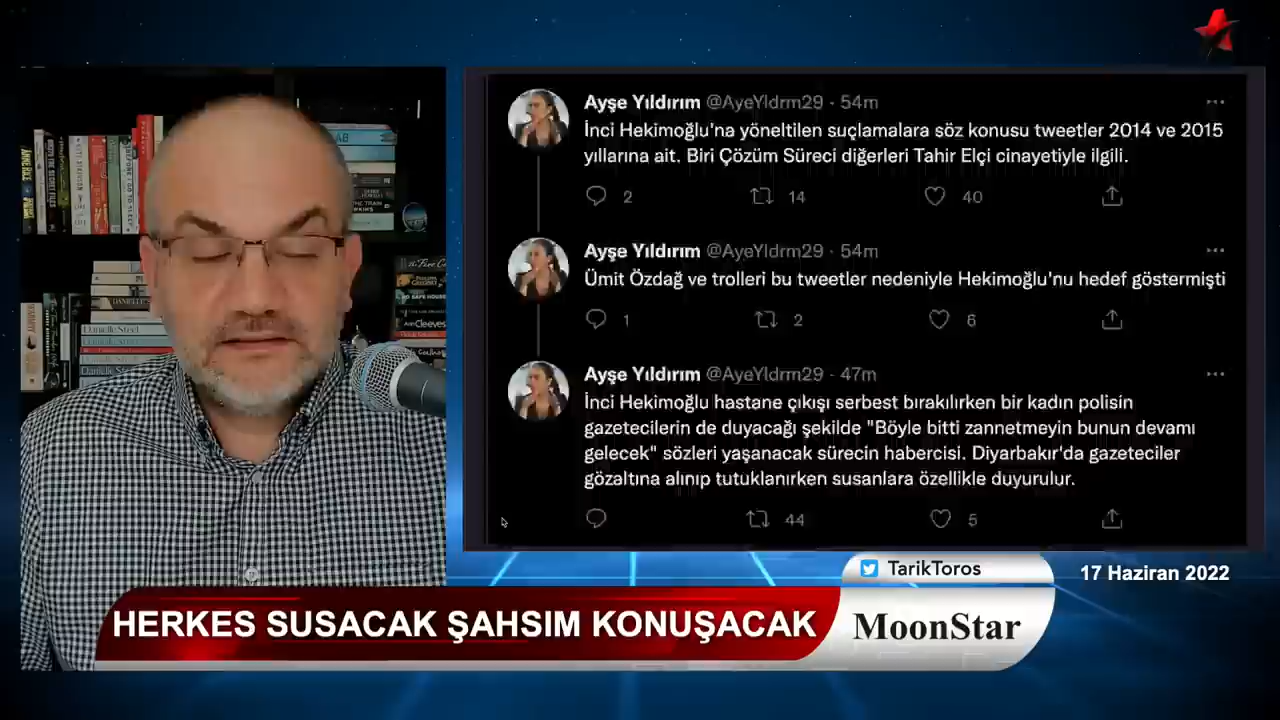 Ayşe Yıldırım @AyeYldrm29 · 54m
İnci Hekimoğlu'na yöneltilen suçlamalara söz konusu tweetler 2014 ve 2015
yıllarına ait. Biri Çözüm Süreci diğerleri Tahir Elçi cinayetiyle ilgili.
2 14 40
Ayşe Yıldırım @AyeYldrm29 · 54m
Ümit Özdağ ve trolleri bu tweetler nedeniyle Hekimoğlu'nu hedef göstermişti
1 2 6
Ayşe Yıldırım @AyeYldrm29 · 47m
İnci Hekimoğlu hastane çıkışı serbest bırakılırken bir kadın polisin
gazetecilerin de duyacağı şekilde "Böyle bitti zannetmeyin bunun devamı
gelecek" sözleri yaşanacak sürecin habercisi. Diyarbakır'da gazeteciler
gözaltına alınıp tutuklanırken susanlara özellikle duyurulur.
44 5
Danielle Steel
AnnCleeves
TarikToros
17 Haziran 2022
HERKES SUSACAK ŞAHSIM KONUŞACAK
MoonStar